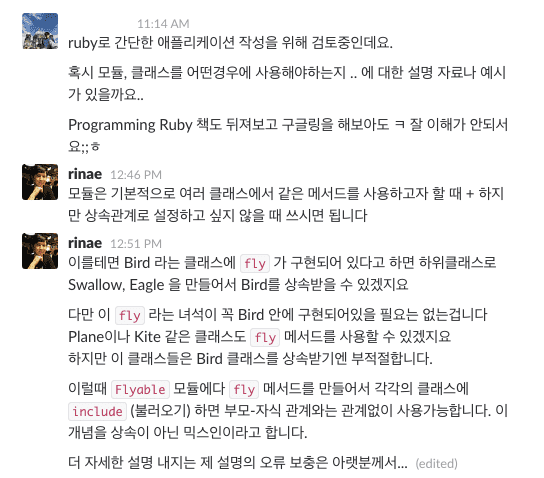 11:14 AM
ruby로 간단한 애플리케이션 작성을 위해 검토중인데요.
혹시 모듈, 클래스를 어떤경우에 사용해야하는지 .. 에 대한 설명 자료나 예시
가 있을까요..
Programming Ruby 책도 뒤져보고 구글링을 해보아도 ㅋ 잘 이해가 안되서
요;;ㅎ
rinae 12:46 PM
모듈은 기본적으로 여러 클래스에서 같은 메서드를 사용하고자 할 때 + 하지
만 상속관계로 설정하고 싶지 않을 때 쓰시면 됩니다
rinae 12:51 PM
이를테면 Bird 라는 클래스에 fly 가 구현되어 있다고 하면 하위클래스로
Swallow, Eagle 을 만들어서 Bird를 상속받을 수 있겠지요
다만 이 fly 라는 녀석이 꼭 Bird 안에 구현되어있을 필요는 없는겁니다
Plane이나 Kite 같은 클래스도 fly 메서드를 사용할 수 있겠지요
하지만 이 클래스들은 Bird 클래스를 상속받기엔 부적절합니다.
이럴때 Flyable 모듈에다 fly 메서드를 만들어서 각각의 클래스에
include (불러오기) 하면 부모-자식 관계와는 관계없이 사용가능합니다. 이
개념을 상속이 아닌 믹스인이라고 합니다.
더 자세한 설명 내지는 제 설명의 오류 보충은 아랫분께서... (edited)